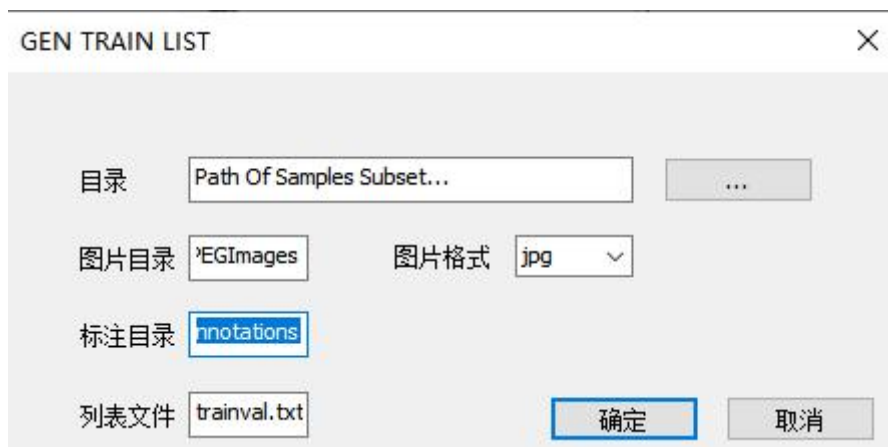 GEN TRAIN LIST
目录 Path Of Samples Subset... ...
图片目录 PEGImages 图片格式 jpg
标注目录 nnotations
列表文件 trainval.txt 确定 取消